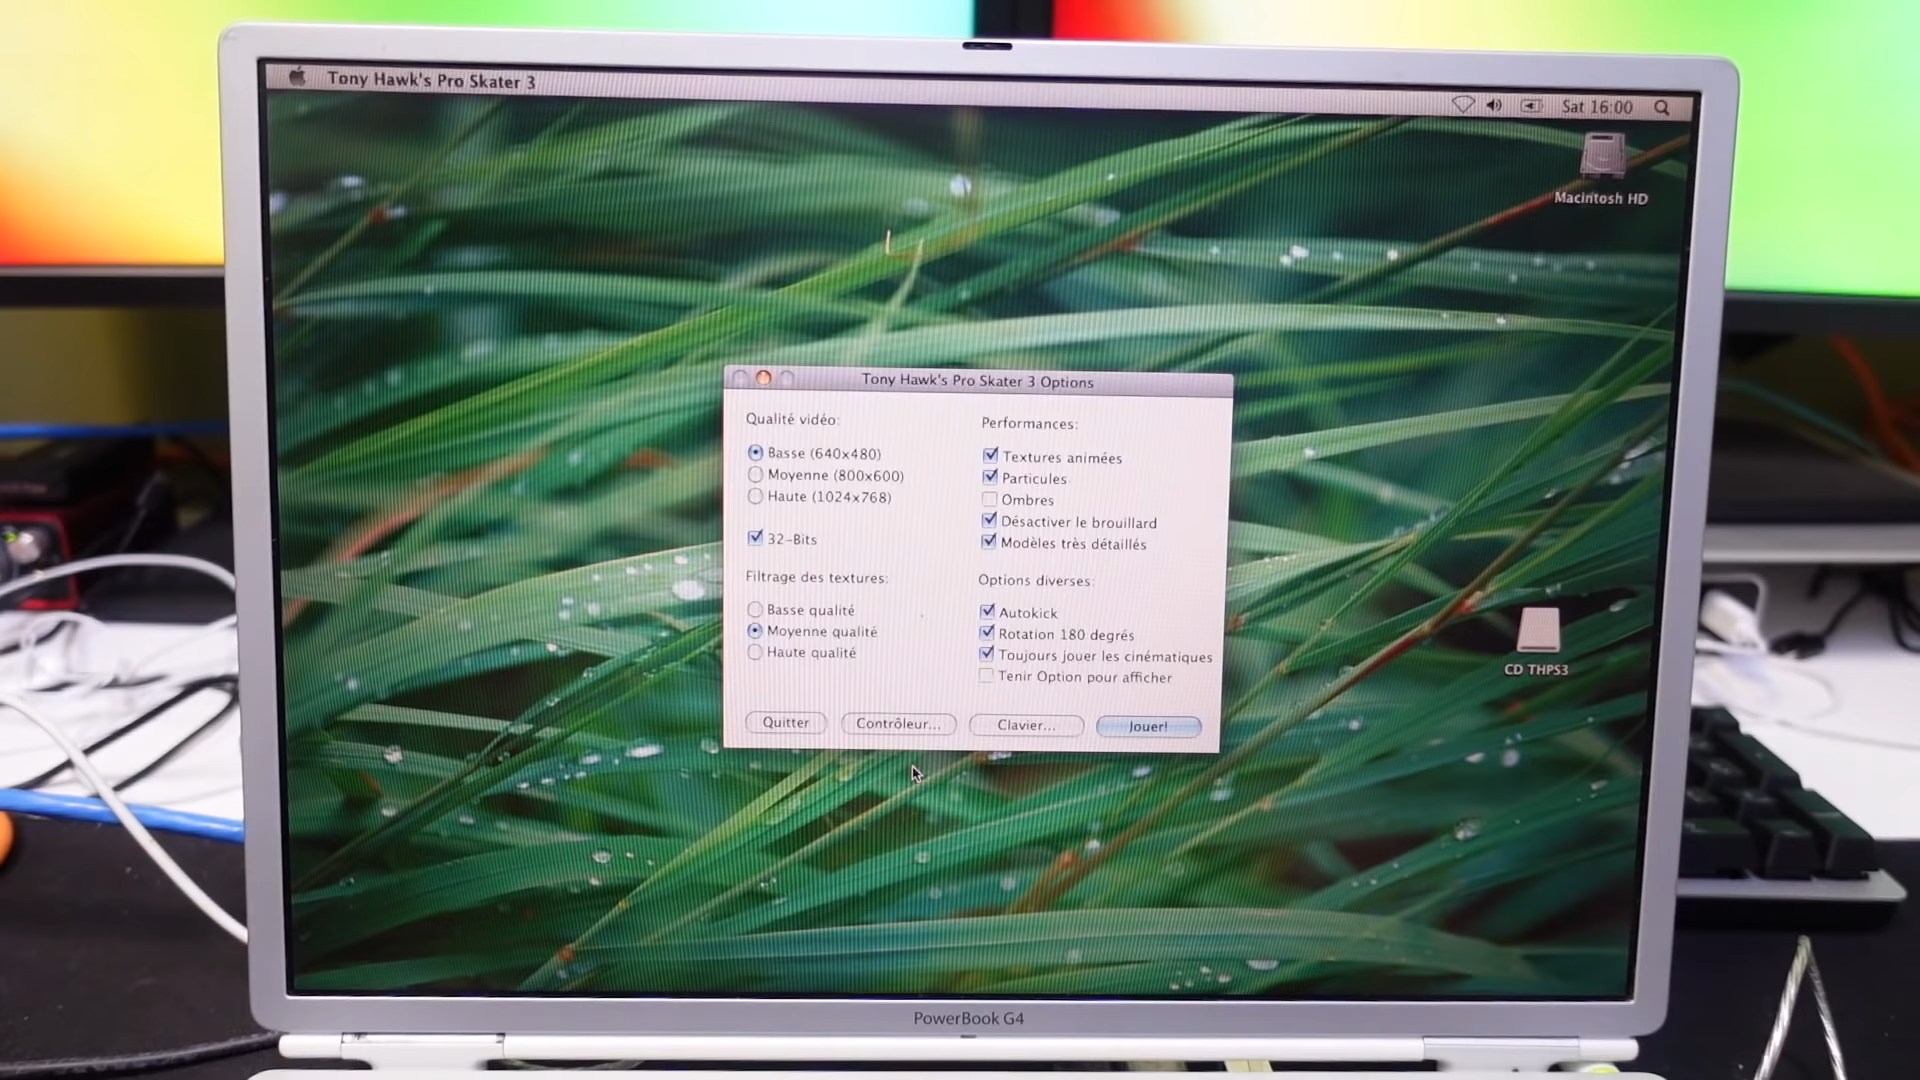 Tony Hawk's Pro Skater 3
Sat 16:00
Macintosh HD
Tony Hawk's Pro Skater 3 Options
Qualité vidéo:
Basse (640x480)
Moyenne (800x600)
Haute (1024x768)
32-Bits
Filtrage des textures:
Basse qualité
Moyenne qualité
Haute qualité
Performances:
Textures animées
Particules
Ombres
Désactiver le brouillard
Modèles très détaillés
Options diverses:
Autokick
Rotation 180 degrés
Toujours jouer les cinématiques
Tenir Option pour afficher
Quitter
Contrôleur...
Clavier...
Jouer!
CD THPS3
PowerBook G4